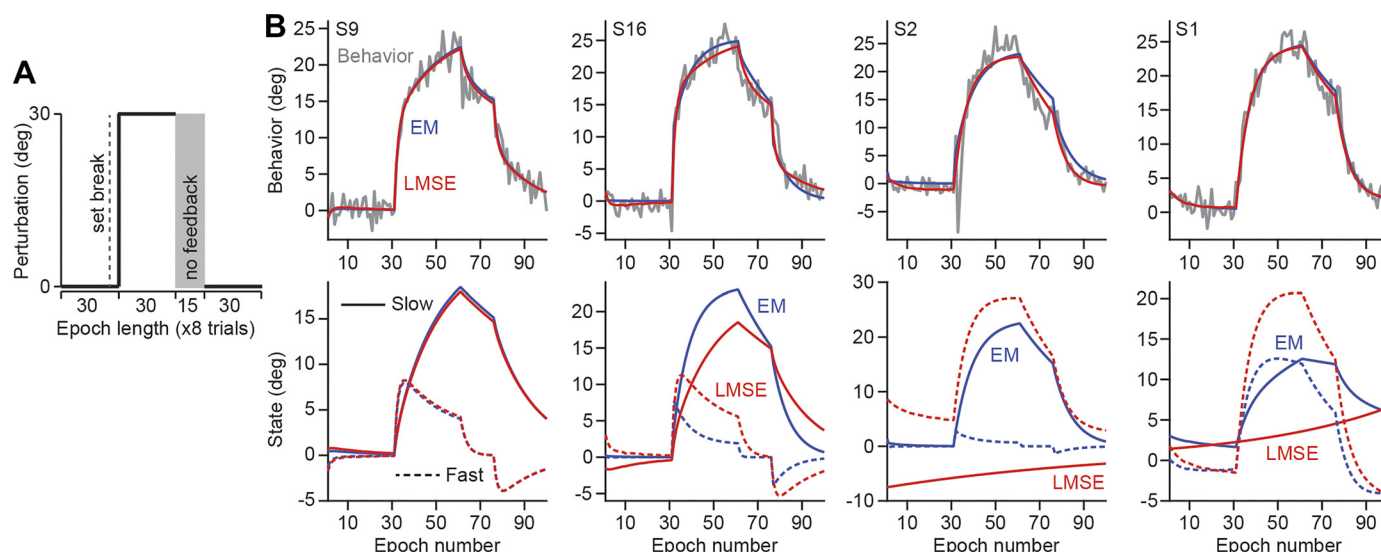 A
Perturbation (deg)
30
0
set break
no feedback
30 30 15 30
Epoch length (x8 trials)
B
S9
Behavior
EM
LMSE
Behavior (deg)
25
20
15
10
5
0
10 30 50 70 90
S16
25
20
15
10
5
0
-5
10 30 50 70 90
S2
25
20
15
10
5
0
-5
10 30 50 70 90
S1
25
20
15
10
5
0
10 30 50 70 90
State (deg)
15
10
5
0
-5
Slow
Fast
10 30 50 70 90
Epoch number
20
15
10
5
0
-5
EM
LMSE
10 30 50 70 90
Epoch number
30
20
10
0
-10
EM
LMSE
10 30 50 70 90
Epoch number
20
15
10
5
0
-5
EM
LMSE
10 30 50 70 90
Epoch number